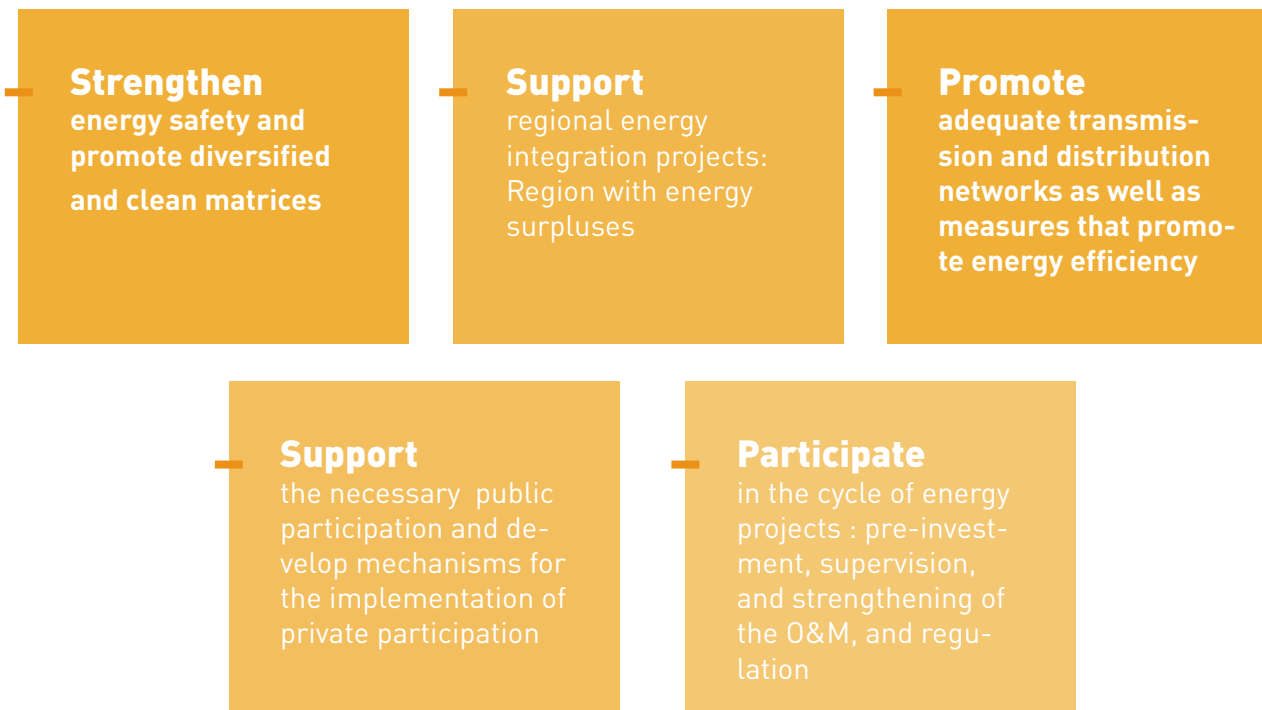 Strengthen
energy safety and
promote diversified
and clean matrices
Support
regional energy
integration projects:
Region with energy
surpluses
Promote
adequate transmis-
sion and distribution
networks as well as
measures that promo-
te energy efficiency
Support
the necessary  public
participation and de-
velop mechanisms for
the implementation of
private participation
Participate
in the cycle of energy
projects : pre-invest-
ment, supervision,
and strengthening of
the O&M, and regu-
lation